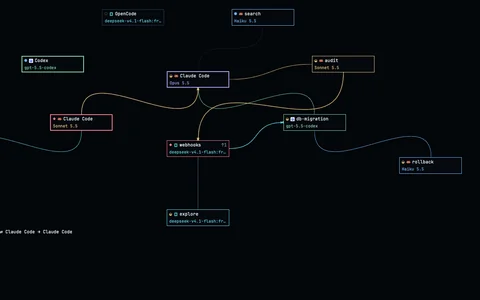 OpenCode
deepseek-v4.1-flash:fr…
search
Haiku 5.5
Codex
gpt-5.5-codex
Claude Code
Opus 5.5
audit
Sonnet 5.5
Claude Code
Sonnet 5.5
db-migration
gpt-5.5-codex
webhooks
deepseek-v4.1-flash:fr…
rollback
Haiku 5.5
explore
deepseek-v4.1-flash:fr…
Claude Code → Claude Code